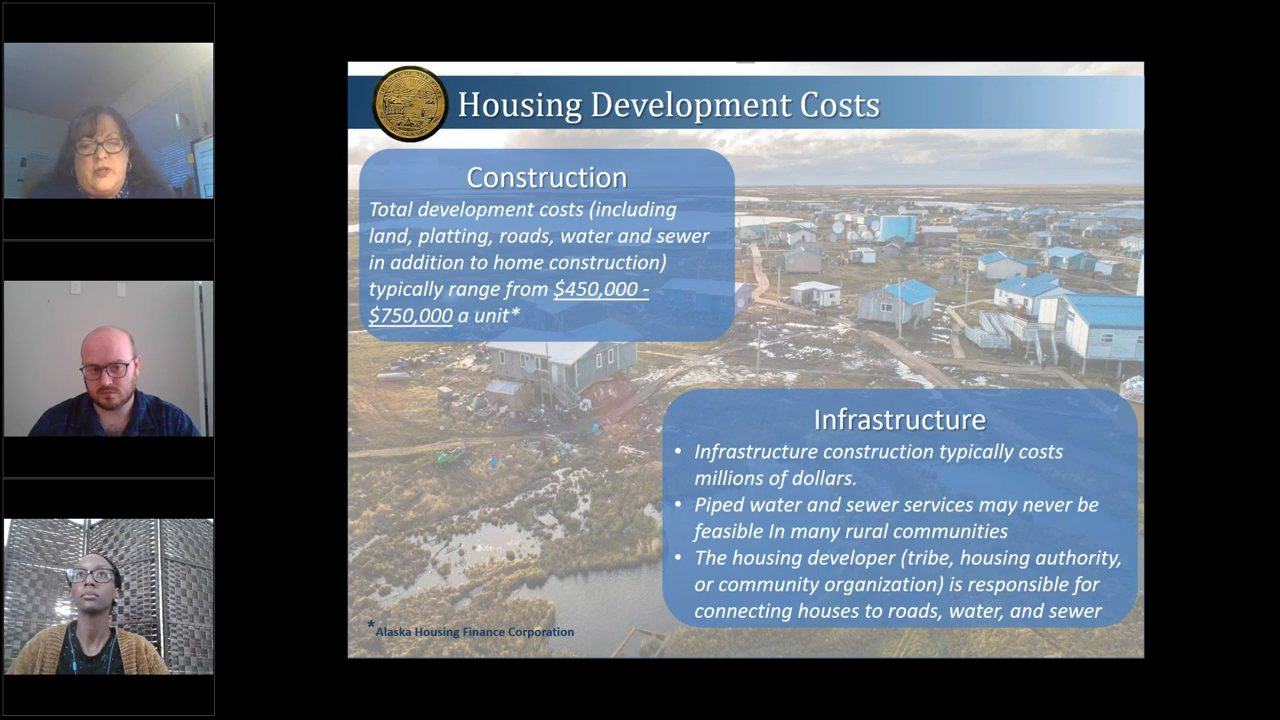 Housing Development Costs
Construction
Total development costs (including
land, platting, roads, water and sewer
in addition to home construction)
typically range from $450,000 -
$750,000 a unit*
Infrastructure
• Infrastructure construction typically costs
millions of dollars.
• Piped water and sewer services may never be
feasible In many rural communities
• The housing developer (tribe, housing authority,
or community organization) is responsible for
connecting houses to roads, water, and sewer
*Alaska Housing Finance Corporation